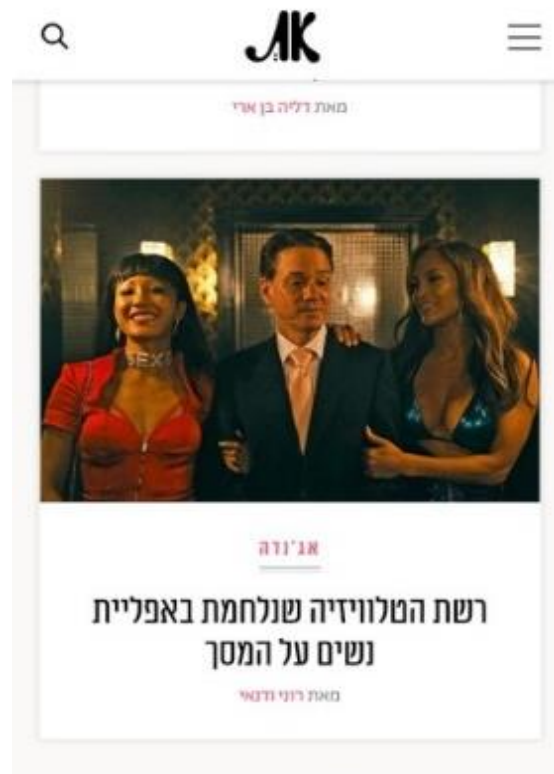 AK
מאת דליה בן ארי
SEXY
אג'נדה
רשת הטלוויזיה שנלחמת באפליית
נשים על המסך
מאת רוני ודנאי